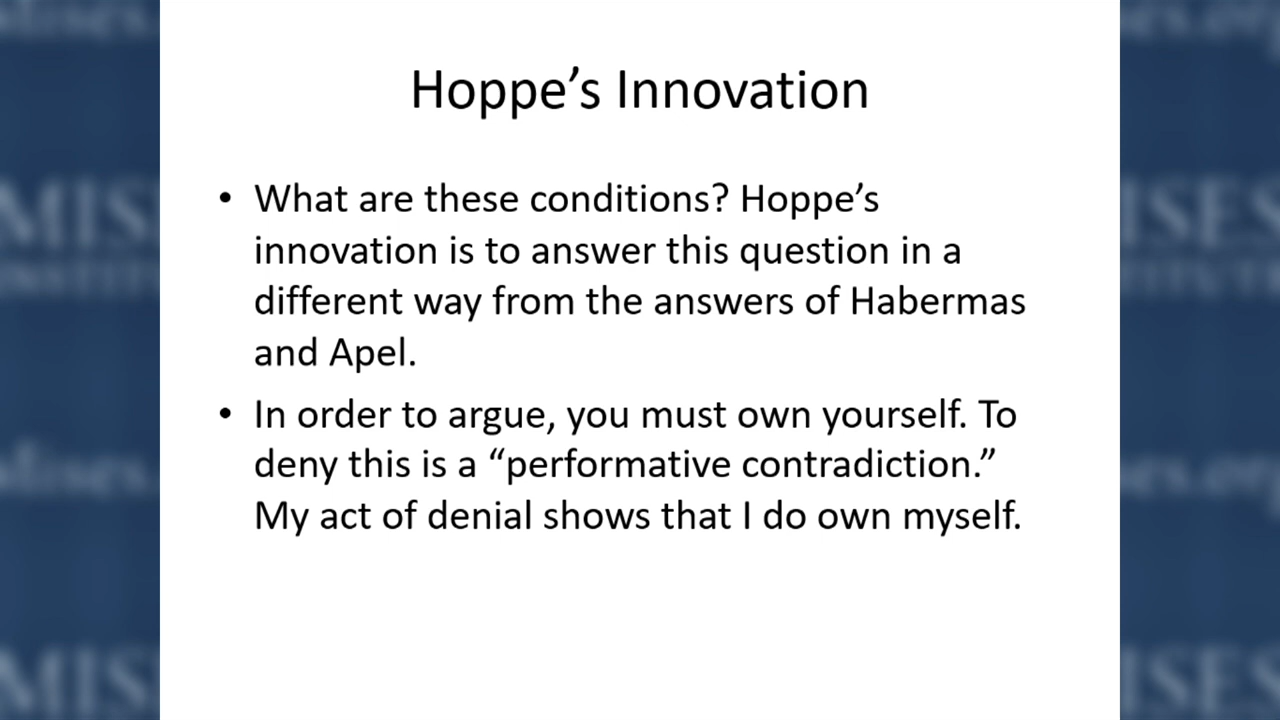 Hoppe’s Innovation
• What are these conditions? Hoppe’s
innovation is to answer this question in a
different way from the answers of Habermas
and Apel.
• In order to argue, you must own yourself. To
deny this is a “performative contradiction.”
My act of denial shows that I do own myself.